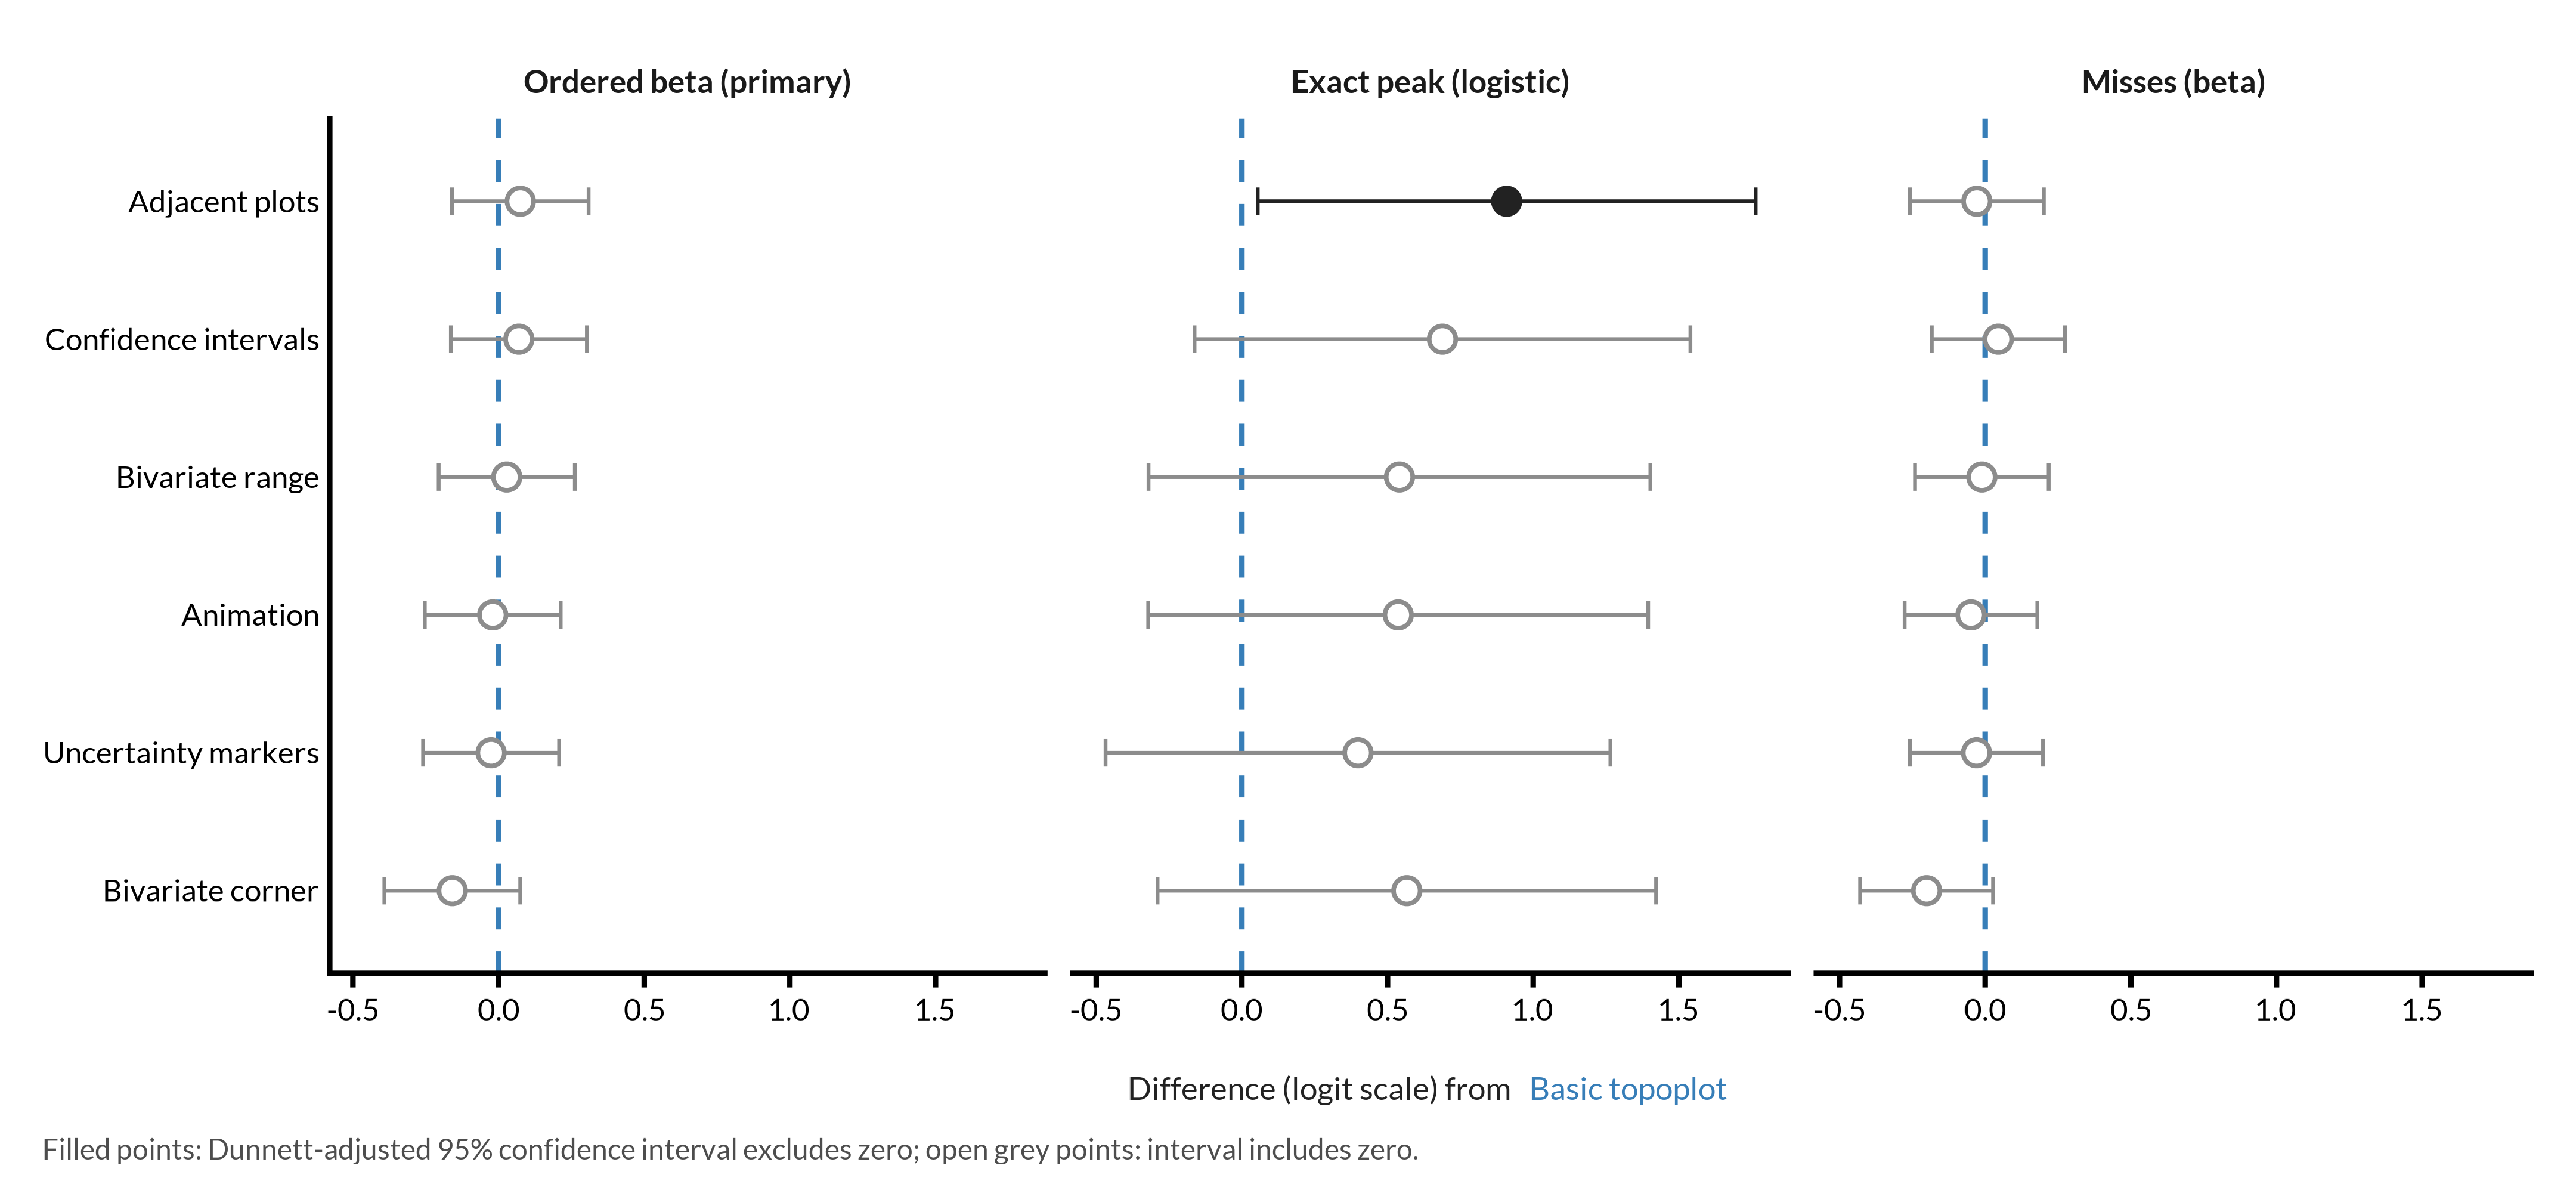 Ordered beta (primary)
Exact peak (logistic)
Misses (beta)
Adjacent plots
Confidence intervals
Bivariate range
Animation
Uncertainty markers
Bivariate corner
-0.5 0.0 0.5 1.0 1.5
-0.5 0.0 0.5 1.0 1.5
-0.5 0.0 0.5 1.0 1.5
Difference (logit scale) from Basic topoplot
Filled points: Dunnett-adjusted 95% confidence interval excludes zero; open grey points: interval includes zero.